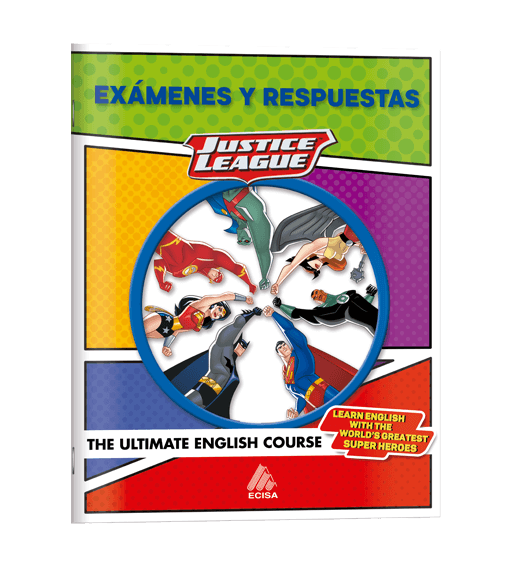 EXÁMENES Y RESPUESTAS
JUSTICE
LEAGUE
THE ULTIMATE ENGLISH COURSE
LEARN ENGLISH
WITH THE
WORLD'S GREATEST
SUPER HEROES
ECISA